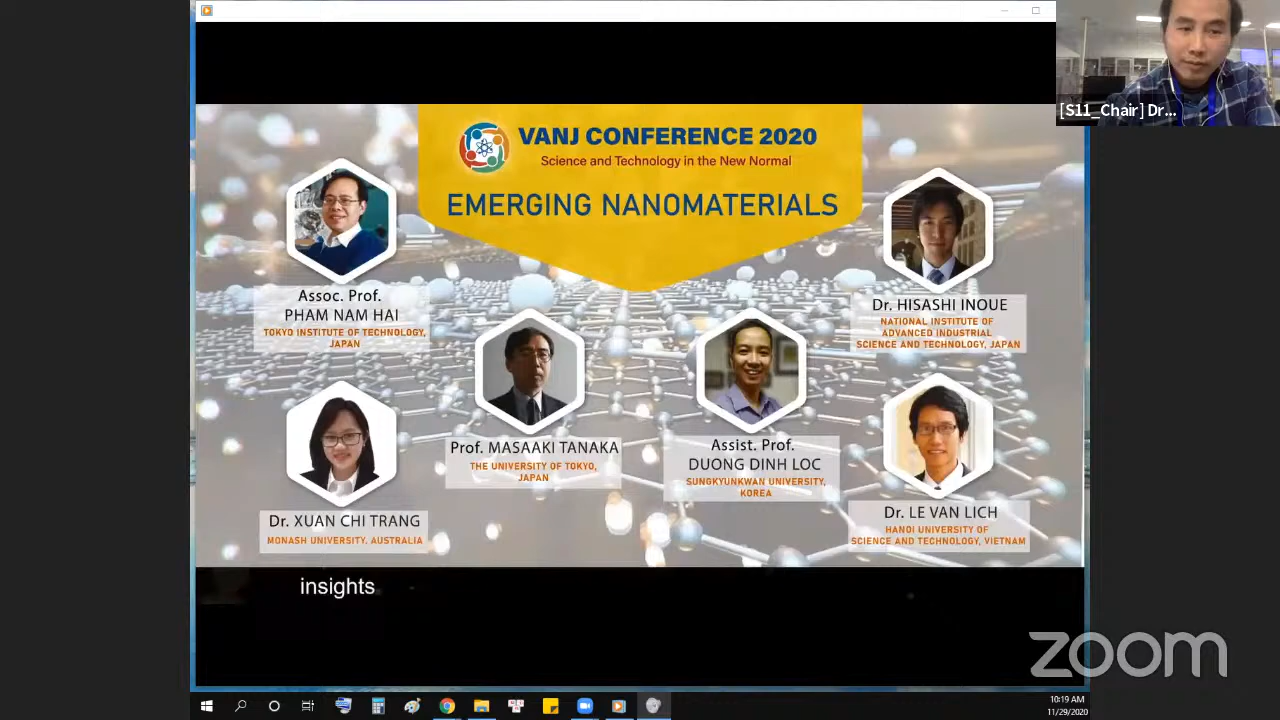 [S11_Chair] Dr...
VANJ CONFERENCE 2020
Science and Technology in the New Normal
EMERGING NANOMATERIALS
Assoc. Prof.
PHAM NAM HAI
TOKYO INSTITUTE OF TECHNOLOGY,
JAPAN
Dr. HISASHI INOUE
NATIONAL INSTITUTE OF
ADVANCED INDUSTRIAL
SCIENCE AND TECHNOLOGY, JAPAN
Prof. MASAAKI TANAKA
THE UNIVERSITY OF TOKYO,
JAPAN
Assist. Prof.
DUONG DINH LOC
SUNGKYUNKWAN UNIVERSITY,
KOREA
Dr. XUAN CHI TRANG
MONASH UNIVERSITY. AUSTRALIA
Dr. LE VAN LICH
HANOI UNIVERSITY OF
SCIENCE AND TECHNOLOGY, VIETNAM
insights
zoom
10:19 AM
11/29/2020